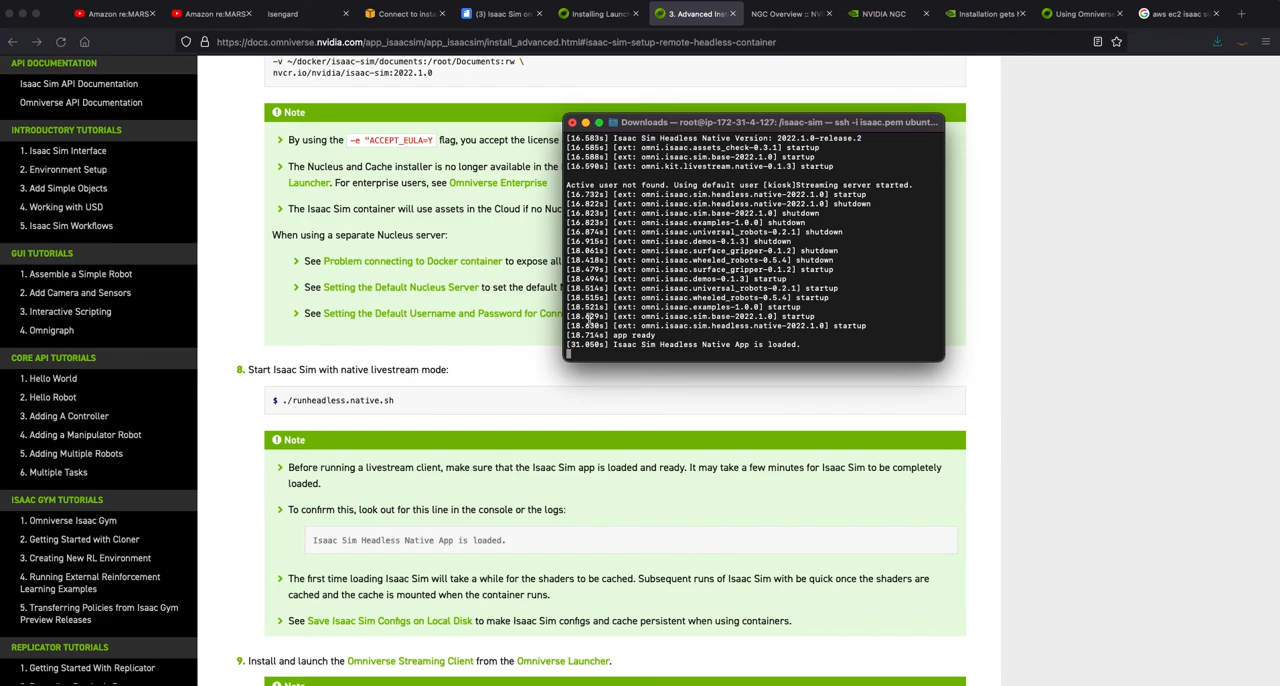 Amazon re:MARS
Amazon re:MARS
Isengard
Connect to insta
(3) Isaac Sim on
Installing Launc
3. Advanced Inst
NGC Overview :: NV
NVIDIA NGC
Installation gets h
Using Omnivers
aws ec2 isaac s
https://docs.omniverse.nvidia.com/app_isaacsim/app_isaacsim/install_advanced.html#isaac-sim-setup-remote-headless-container
API DOCUMENTATION
Isaac Sim API Documentation
Omniverse API Documentation
INTRODUCTORY TUTORIALS
1. Isaac Sim Interface
2. Environment Setup
3. Add Simple Objects
4. Working with USD
5. Isaac Sim Workflows
GUI TUTORIALS
1. Assemble a Simple Robot
2. Add Camera and Sensors
3. Interactive Scripting
4. Omnigraph
CORE API TUTORIALS
1. Hello World
2. Hello Robot
3. Adding A Controller
4. Adding a Manipulator Robot
5. Adding Multiple Robots
6. Multiple Tasks
ISAAC GYM TUTORIALS
1. Omniverse Isaac Gym
2. Getting Started with Cloner
3. Creating New RL Environment
4. Running External Reinforcement
Learning Examples
5. Transferring Policies from Isaac Gym
Preview Releases
REPLICATOR TUTORIALS
1. Getting Started With Replicator
-v ~/docker/isaac-sim/documents:/root/Documents:rw \
nvcr.io/nvidia/isaac-sim:2022.1.0
Note
By using the -e "ACCEPT_EULA=Y flag, you accept the license
The Nucleus and Cache installer is no longer available in the
Launcher. For enterprise users, see Omniverse Enterprise
The Isaac Sim container will use assets in the Cloud if no Nuc
When using a separate Nucleus server:
See Problem connecting to Docker container to expose all
See Setting the Default Nucleus Server to set the default
See Setting the Default Username and Password for Conn
Downloads — root@ip-172-31-4-127: /isaac-sim — ssh -i isaac.pem ubunt...
[16.583s] Isaac Sim Headless Native Version: 2022.1.0-release.2
[16.585s] [ext: omni.isaac.assets_check-0.3.1] startup
[16.588s] [ext: omni.isaac.sim.base-2022.1.0] startup
[16.590s] [ext: omni.kit.livestream.native-0.1.3] startup
Active user not found. Using default user [kiosk]Streaming server started.
[16.732s] [ext: omni.isaac.sim.headless.native-2022.1.0] startup
[16.822s] [ext: omni.isaac.sim.headless.native-2022.1.0] shutdown
[16.823s] [ext: omni.isaac.sim.base-2022.1.0] shutdown
[16.823s] [ext: omni.isaac.examples-1.0.0] shutdown
[16.874s] [ext: omni.isaac.universal_robots-0.2.1] shutdown
[16.915s] [ext: omni.isaac.demos-0.1.3] shutdown
[18.061s] [ext: omni.isaac.surface_gripper-0.1.2] shutdown
[18.418s] [ext: omni.isaac.wheeled_robots-0.5.4] shutdown
[18.479s] [ext: omni.isaac.surface_gripper-0.1.2] startup
[18.494s] [ext: omni.isaac.demos-0.1.3] startup
[18.514s] [ext: omni.isaac.universal_robots-0.2.1] startup
[18.515s] [ext: omni.isaac.wheeled_robots-0.5.4] startup
[18.521s] [ext: omni.isaac.examples-1.0.0] startup
[18.629s] [ext: omni.isaac.sim.base-2022.1.0] startup
[18.630s] [ext: omni.isaac.sim.headless.native-2022.1.0] startup
[18.714s] app ready
[31.050s] Isaac Sim Headless Native App is loaded.
8. Start Isaac Sim with native livestream mode:
$ ./runheadless.native.sh
Note
Before running a livestream client, make sure that the Isaac Sim app is loaded and ready. It may take a few minutes for Isaac Sim to be completely
loaded.
To confirm this, look out for this line in the console or the logs:
Isaac Sim Headless Native App is loaded.
The first time loading Isaac Sim will take a while for the shaders to be cached. Subsequent runs of Isaac Sim with be quick once the shaders are
cached and the cache is mounted when the container runs.
See Save Isaac Sim Configs on Local Disk to make Isaac Sim configs and cache persistent when using containers.
9. Install and launch the Omniverse Streaming Client from the Omniverse Launcher.